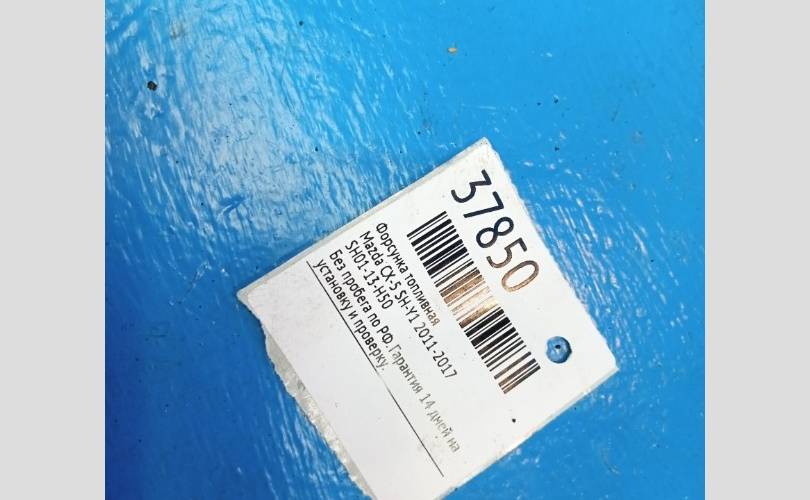 37850
Форсунка топливная
Mazda CX-5 SH-Y1 2011-2017
SH01-13-H50
Без пробега по РФ. Гарантия 14 дней на
установку и проверку.